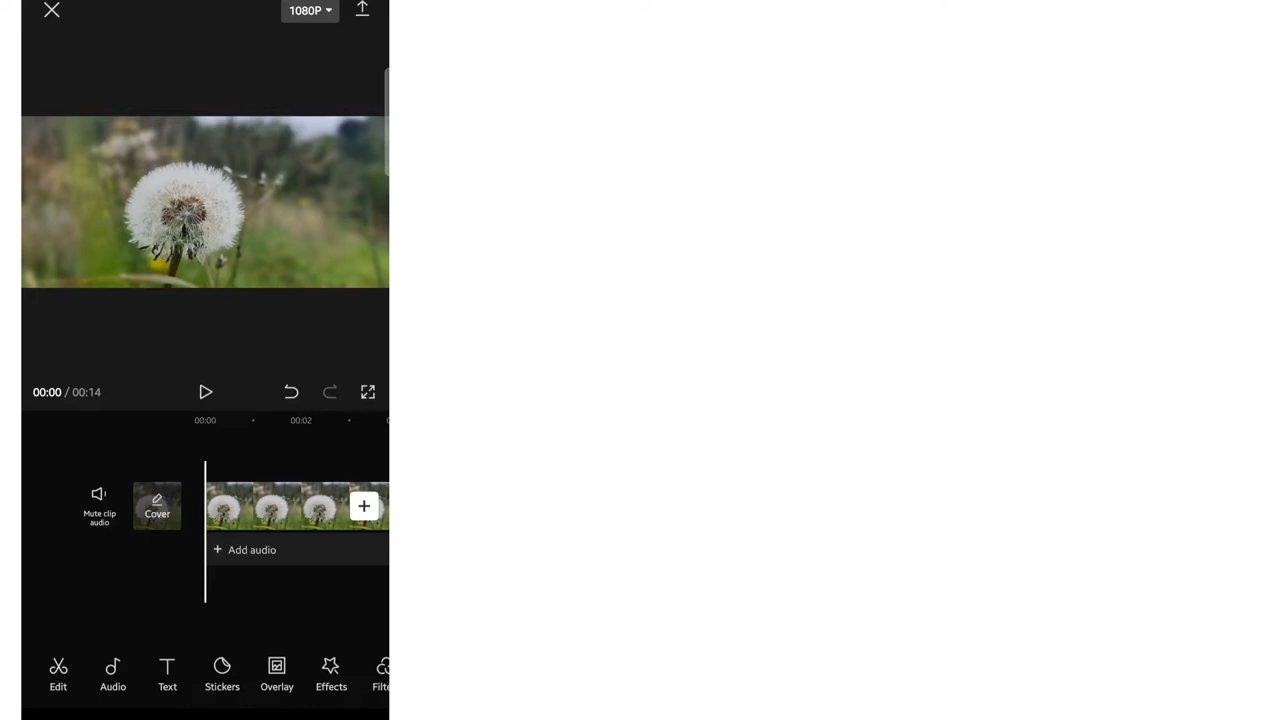 1080P
00:00 / 00:14
00:00
00:02
Mute clip
audio
Cover
Add audio
Edit
Audio
Text
Stickers
Overlay
Effects